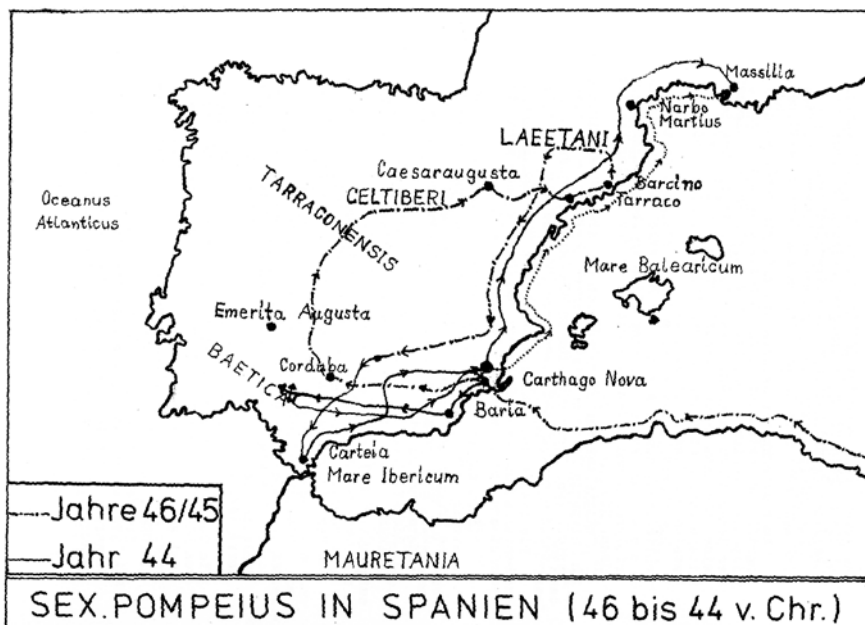 Massilia
Narbo
Martius
LAEETANI
Caesaraugusta
Barcino
Tarraco
CELTIBERI
TARRACONENSIS
Oceanus
Atlanticus
Mare Balearicum
Emerita Augusta
Corduba
BAETICA
Carthago Nova
Baria
Carteia
Mare Ibericum
Jahre 46/45
Jahr 44
MAURETANIA
SEX. POMPEIUS IN SPANIEN (46 bis 44 v. Chr.)